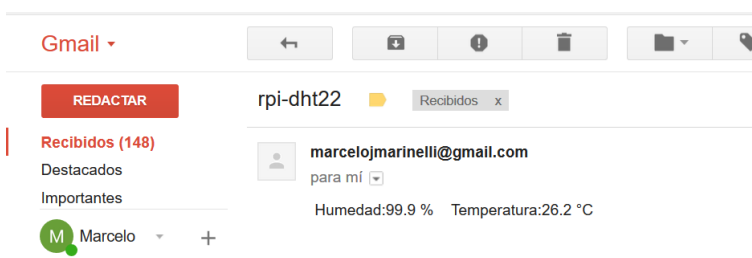 Gmail
REDACTAR
Recibidos (148)
Destacados
Importantes
M Marcelo
rpi-dht22 Recibidos x
marcelojmarinelli@gmail.com
para mí
Humedad:99.9 % Temperatura:26.2 °C